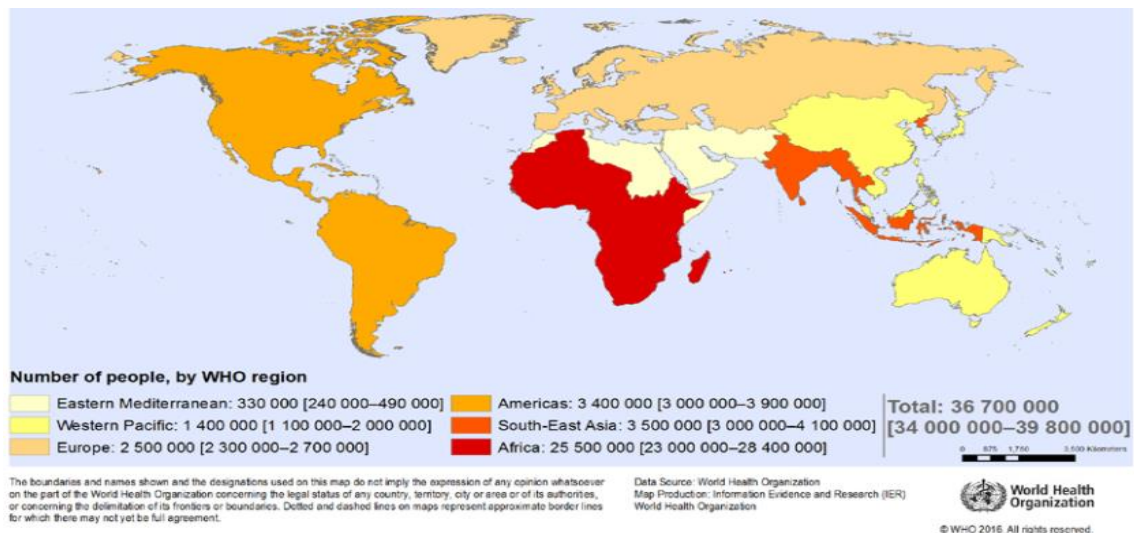 Number of people, by WHO region
Eastern Mediterranean: 330 000 [240 000–490 000]
Western Pacific: 1 400 000 [1 100 000–2 000 000]
Europe: 2 500 000 [2 300 000–2 700 000]
Americas: 3 400 000 [3 000 000–3 900 000]
South-East Asia: 3 500 000 [3 000 000–4 100 000]
Africa: 25 500 000 [23 000 000–28 400 000]
Total: 36 700 000
[34 000 000–39 800 000]
0 875 1,750 3,500 Kilometers
The boundaries and names shown and the designations used on this map do not imply the expression of any opinion whatsoever
on the part of the World Health Organization concerning the legal status of any country, territory, city or area or of its authorities,
or concerning the delimitation of its frontiers or boundaries. Dotted and dashed lines on maps represent approximate border lines
for which there may not yet be full agreement.
Data Source: World Health Organization
Map Production: Information Evidence and Research (IER)
World Health Organization
World Health
Organization
© WHO 2016. All rights reserved.